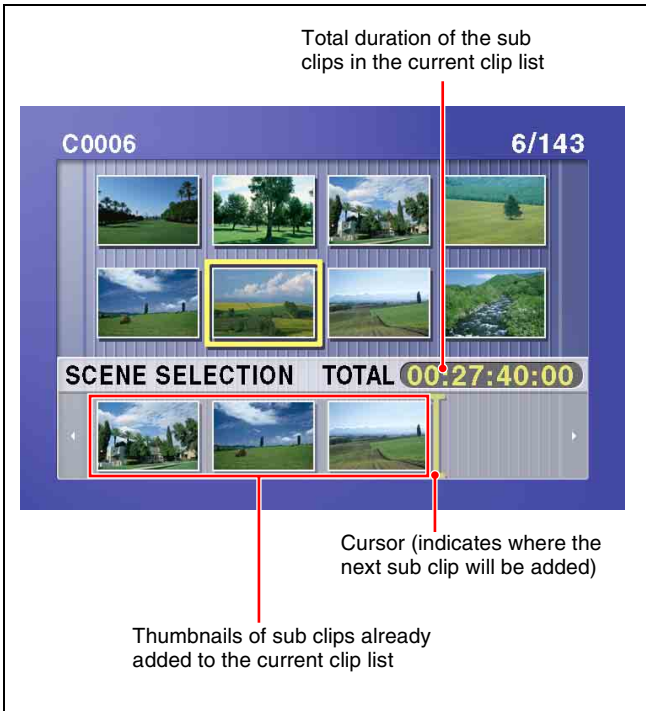 Total duration of the sub
clips in the current clip list
C0006
6/143
SCENE SELECTION TOTAL 00:27:40:00
Cursor (indicates where the
next sub clip will be added)
Thumbnails of sub clips already
added to the current clip list